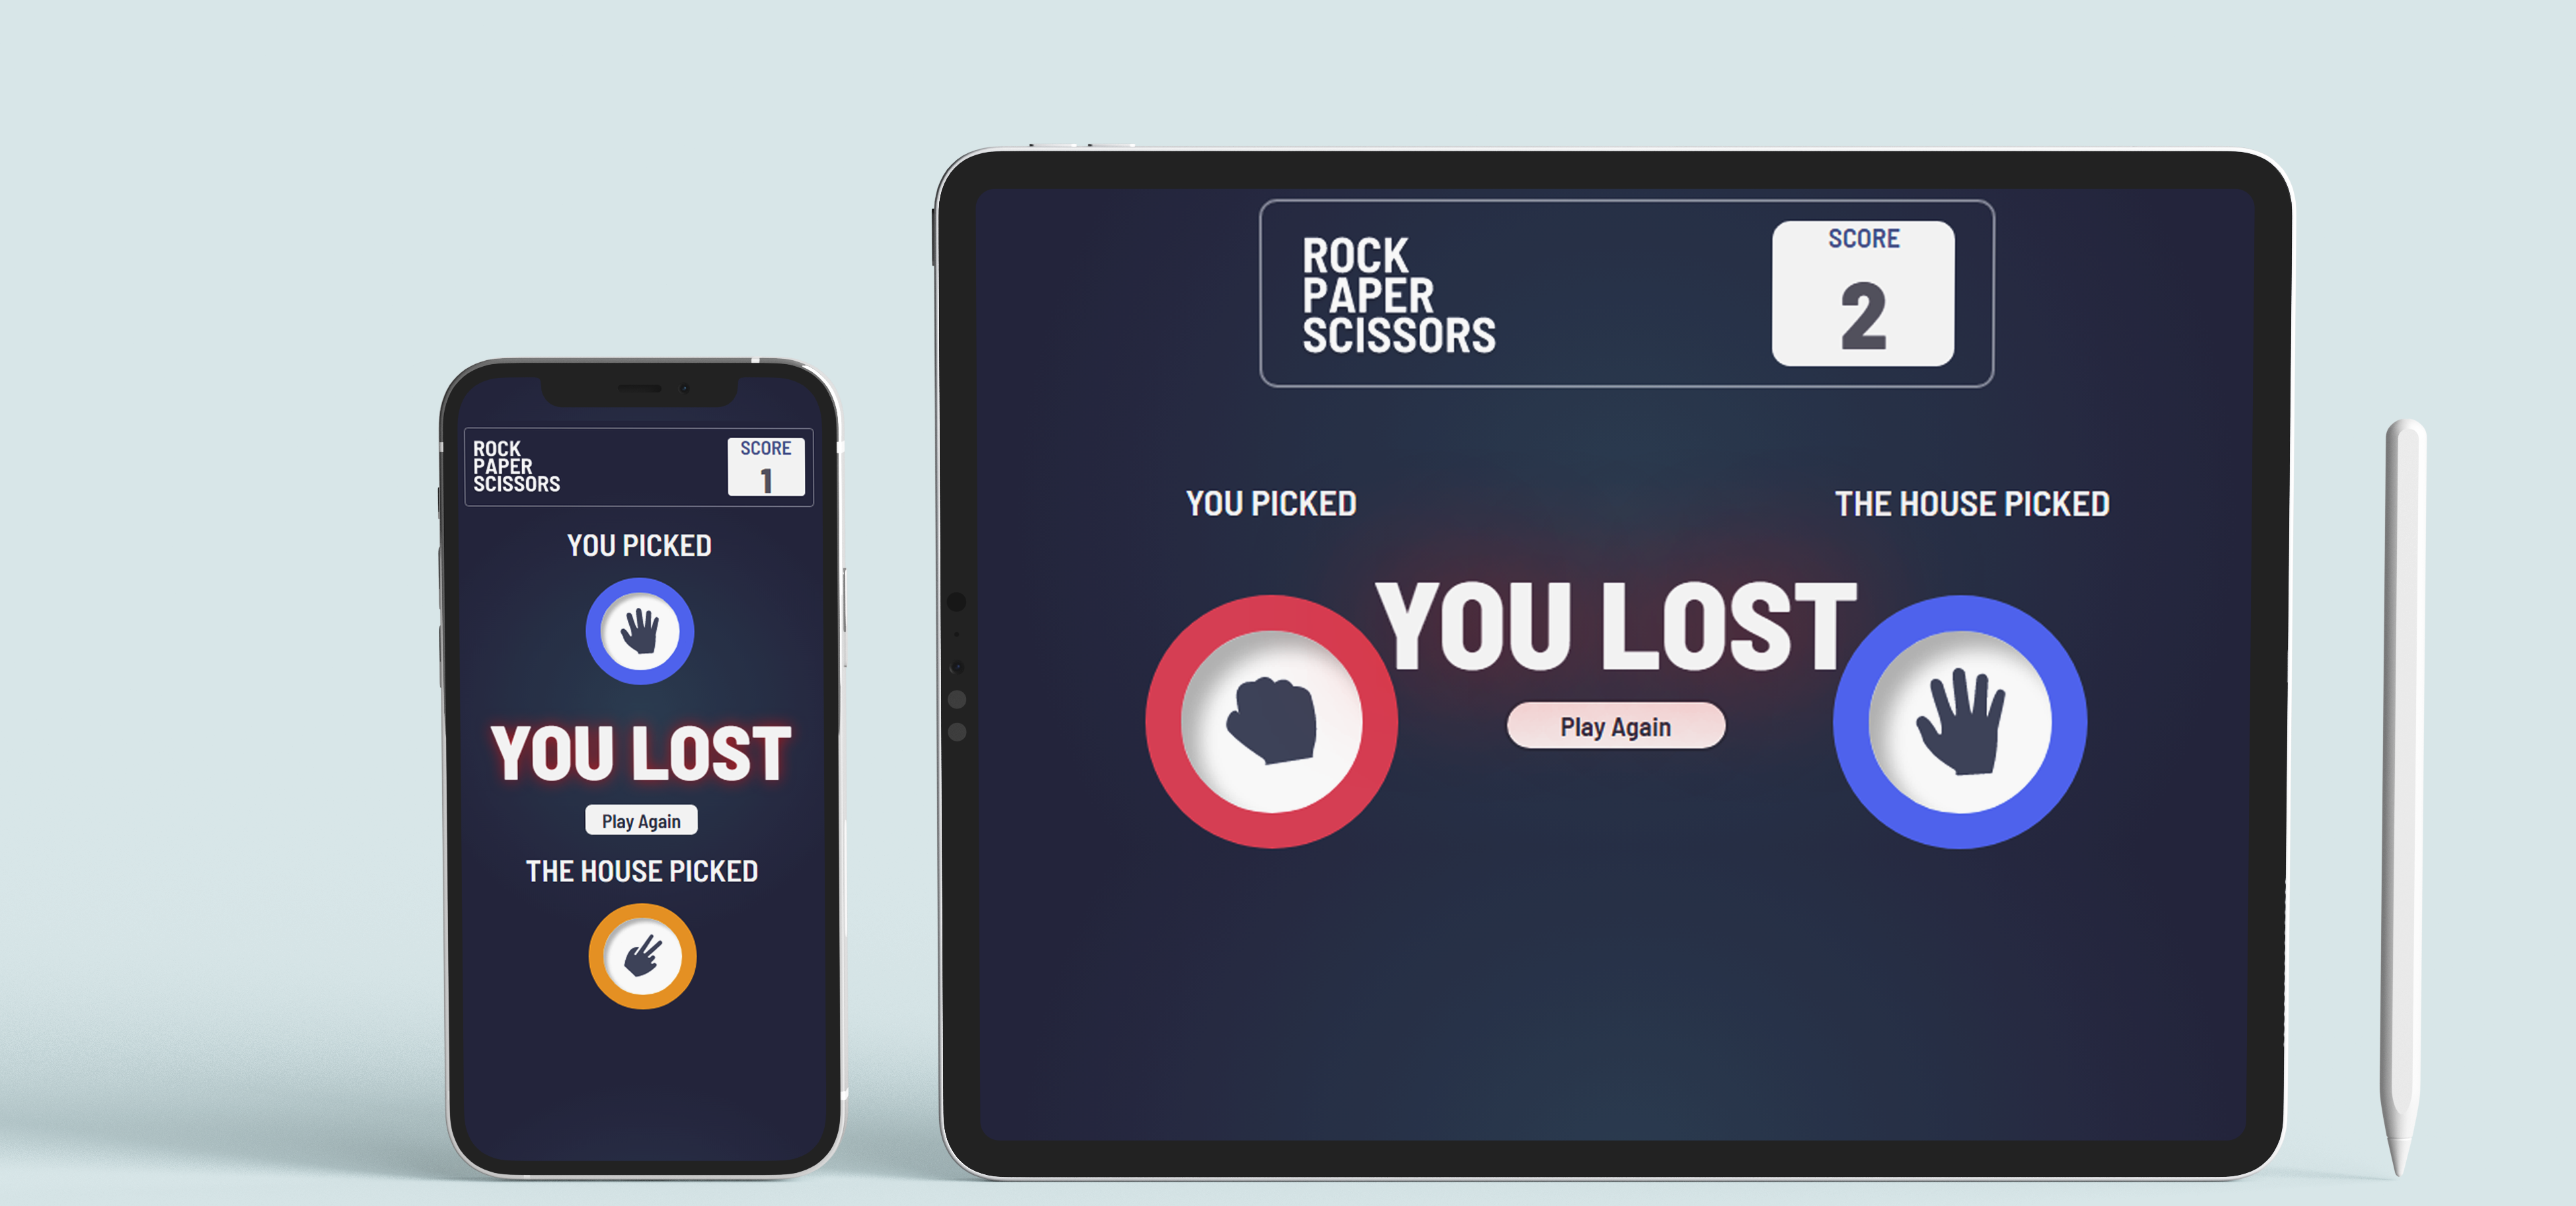 ROCK
PAPER
SCISSORS
SCORE
1
YOU PICKED
YOU LOST
Play Again
THE HOUSE PICKED
ROCK
PAPER
SCISSORS
SCORE
2
YOU PICKED
THE HOUSE PICKED
YOU LOST
Play Again